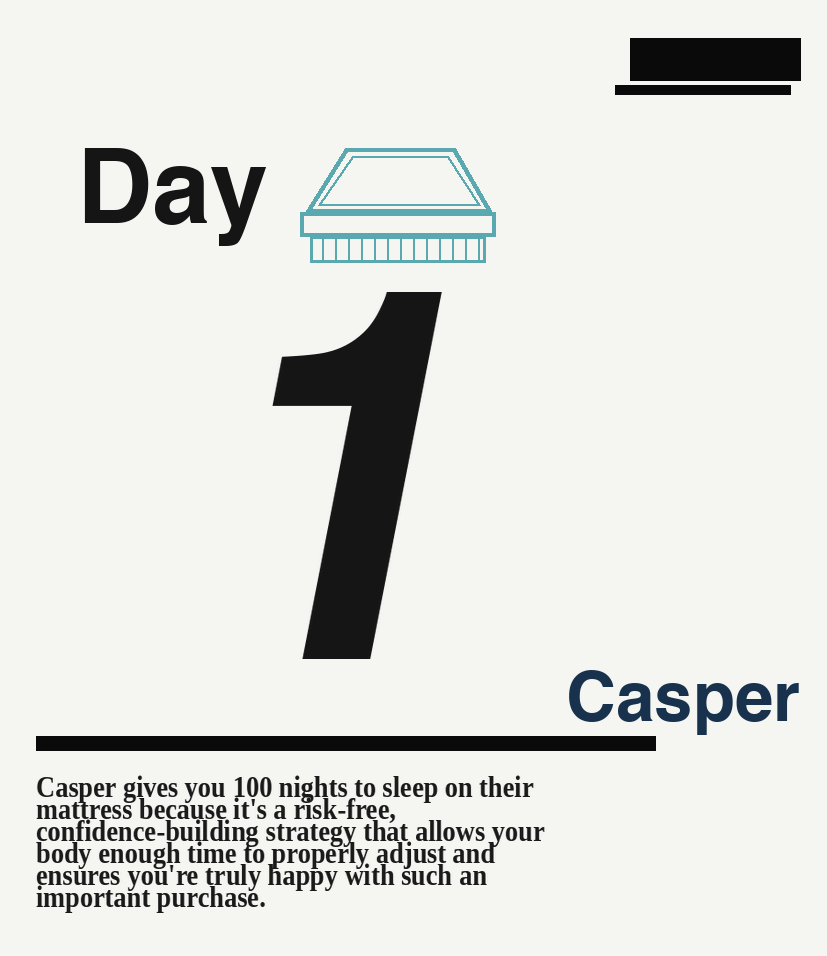 Day
1
Casper
Casper gives you 100 nights to sleep on their
mattress because it's a risk-free,
confidence-building strategy that allows your
body enough time to properly adjust and
ensures you're truly happy with such an
important purchase.